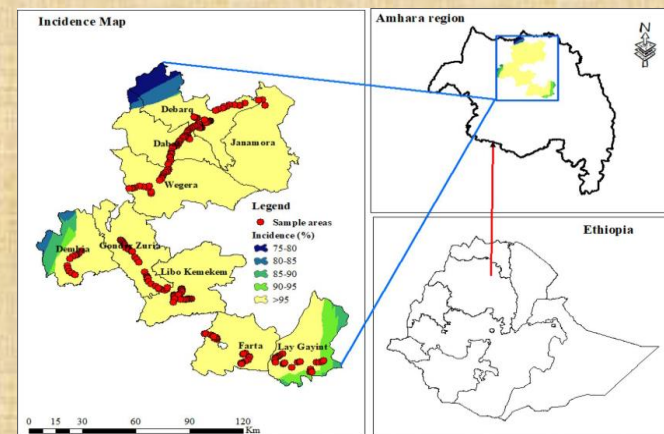 Incidence Map
Debarq
Dabat
Janamora
Wegera
Legend
Sample areas
Incidence (%)
75-80
80-85
85-90
90-95
>95
Dembia
Gonder Zuria
Libo Kemekem
Farta
Lay Gayint
0 15 30 60 90 120
Km
Amhara region
N
Ethiopia